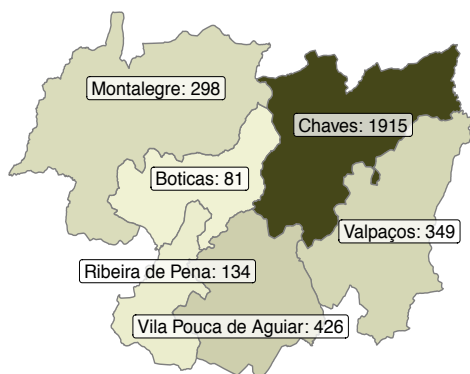 Montalegre: 298
Chaves: 1915
Boticas: 81
Valpaços: 349
Ribeira de Pena: 134
Vila Pouca de Aguiar: 426